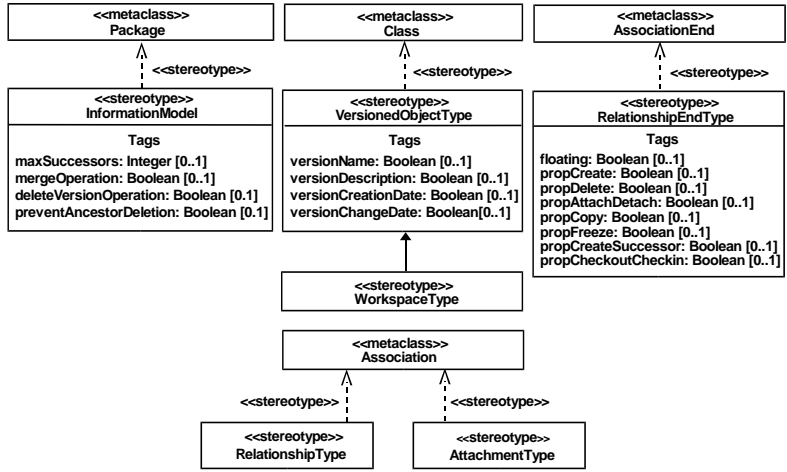 <<metaclass>>
Package
<<stereotype>>
<<stereotype>>
InformationModel
Tags
maxSuccessors: Integer [0..1]
mergeOperation: Boolean [0..1]
deleteVersionOperation: Boolean [0.1]
preventAncestorDeletion: Boolean [0.1]
<<metaclass>>
Class
<<stereotype>>
<<stereotype>>
VersionedObjectType
Tags
versionName: Boolean [0..1]
versionDescription: Boolean [0..1]
versionCreationDate: Boolean [0..1]
versionChangeDate: Boolean[0..1]
<<stereotype>>
WorkspaceType
<<metaclass>>
AssociationEnd
<<stereotype>>
<<stereotype>>
RelationshipEndType
Tags
floating: Boolean [0..1]
propCreate: Boolean [0..1]
propDelete: Boolean [0..1]
propAttachDetach: Boolean [0..1]
propCopy: Boolean [0..1]
propFreeze: Boolean [0..1]
propCreateSuccessor: Boolean [0..1]
propCheckoutCheckin: Boolean [0..1]
<<metaclass>>
Association
<<stereotype>>
<<stereotype>>
<<stereotype>>
RelationshipType
<<stereotype>>
AttachmentType